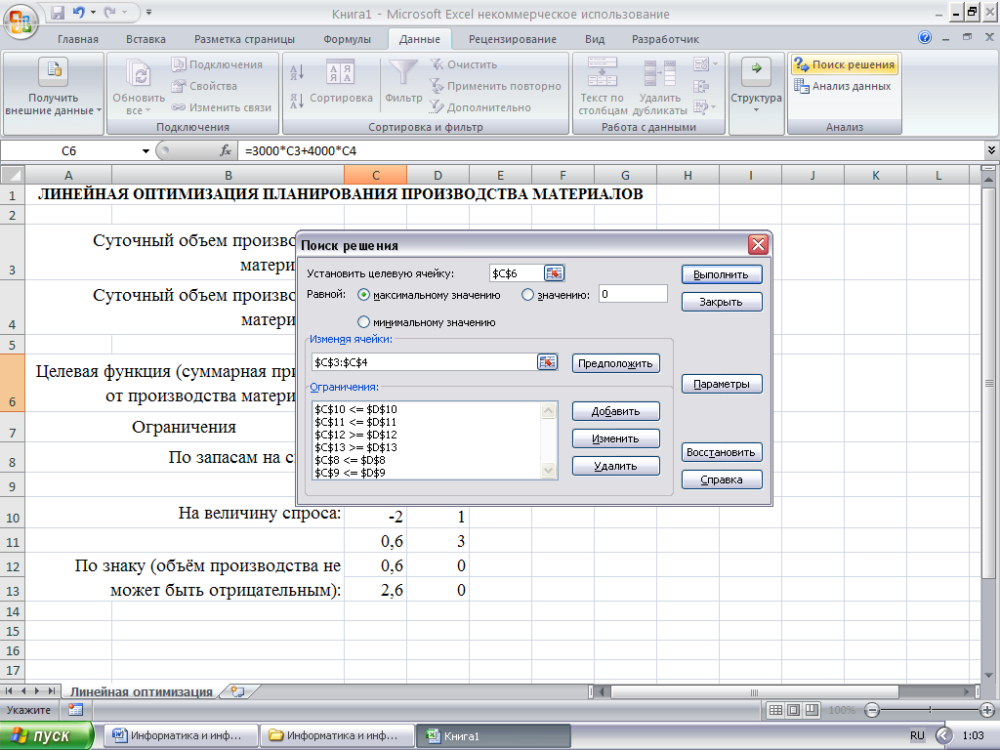 Книга1 - Microsoft Excel некоммерческое использование
Главная Вставка Разметка страницы Формулы Данные Рецензирование Вид Разработчик
Получить внешние данные
Обновить все
Подключения
Свойства
Изменить связи
Подключения
Сортировка
Фильтр
Очистить
Применить повторно
Дополнительно
Сортировка и фильтр
Текст по столбцам
Удалить дубликаты
Работа с данными
Структура
Поиск решения
Анализ данных
Анализ
C6 fx =3000*C3+4000*C4
A B C D E F G H I J K L
1 ЛИНЕЙНАЯ ОПТИМИЗАЦИЯ ПЛАНИРОВАНИЯ ПРОИЗВОДСТВА МАТЕРИАЛОВ
2
Суточный объем произво
3 матери
Суточный объем произво
4 матери
5
Целевая функция (суммарная при
6 от производства матери
7 Ограничения
8 По запасам на с
9
10 На величину спроса: -2 1
11 0,6 3
12 По знаку (объём производства не 0,6 0
13 может быть отрицательным): 2,6 0
14
15
16
17
Поиск решения
Установить целевую ячейку: $C$6
Равной: максимальному значению значению: 0
минимальному значению
Изменяя ячейки:
$C$3:$C$4
Предположить
Ограничения:
$C$10 <= $D$10
$C$11 <= $D$11
$C$12 >= $D$12
$C$13 >= $D$13
$C$8 <= $D$8
$C$9 <= $D$9
Добавить
Изменить
Удалить
Выполнить
Закрыть
Параметры
Восстановить
Справка
Линейная оптимизация
Укажите 100%
пуск Информатика и инф... Информатика и инф... Книга1 RU 1:03